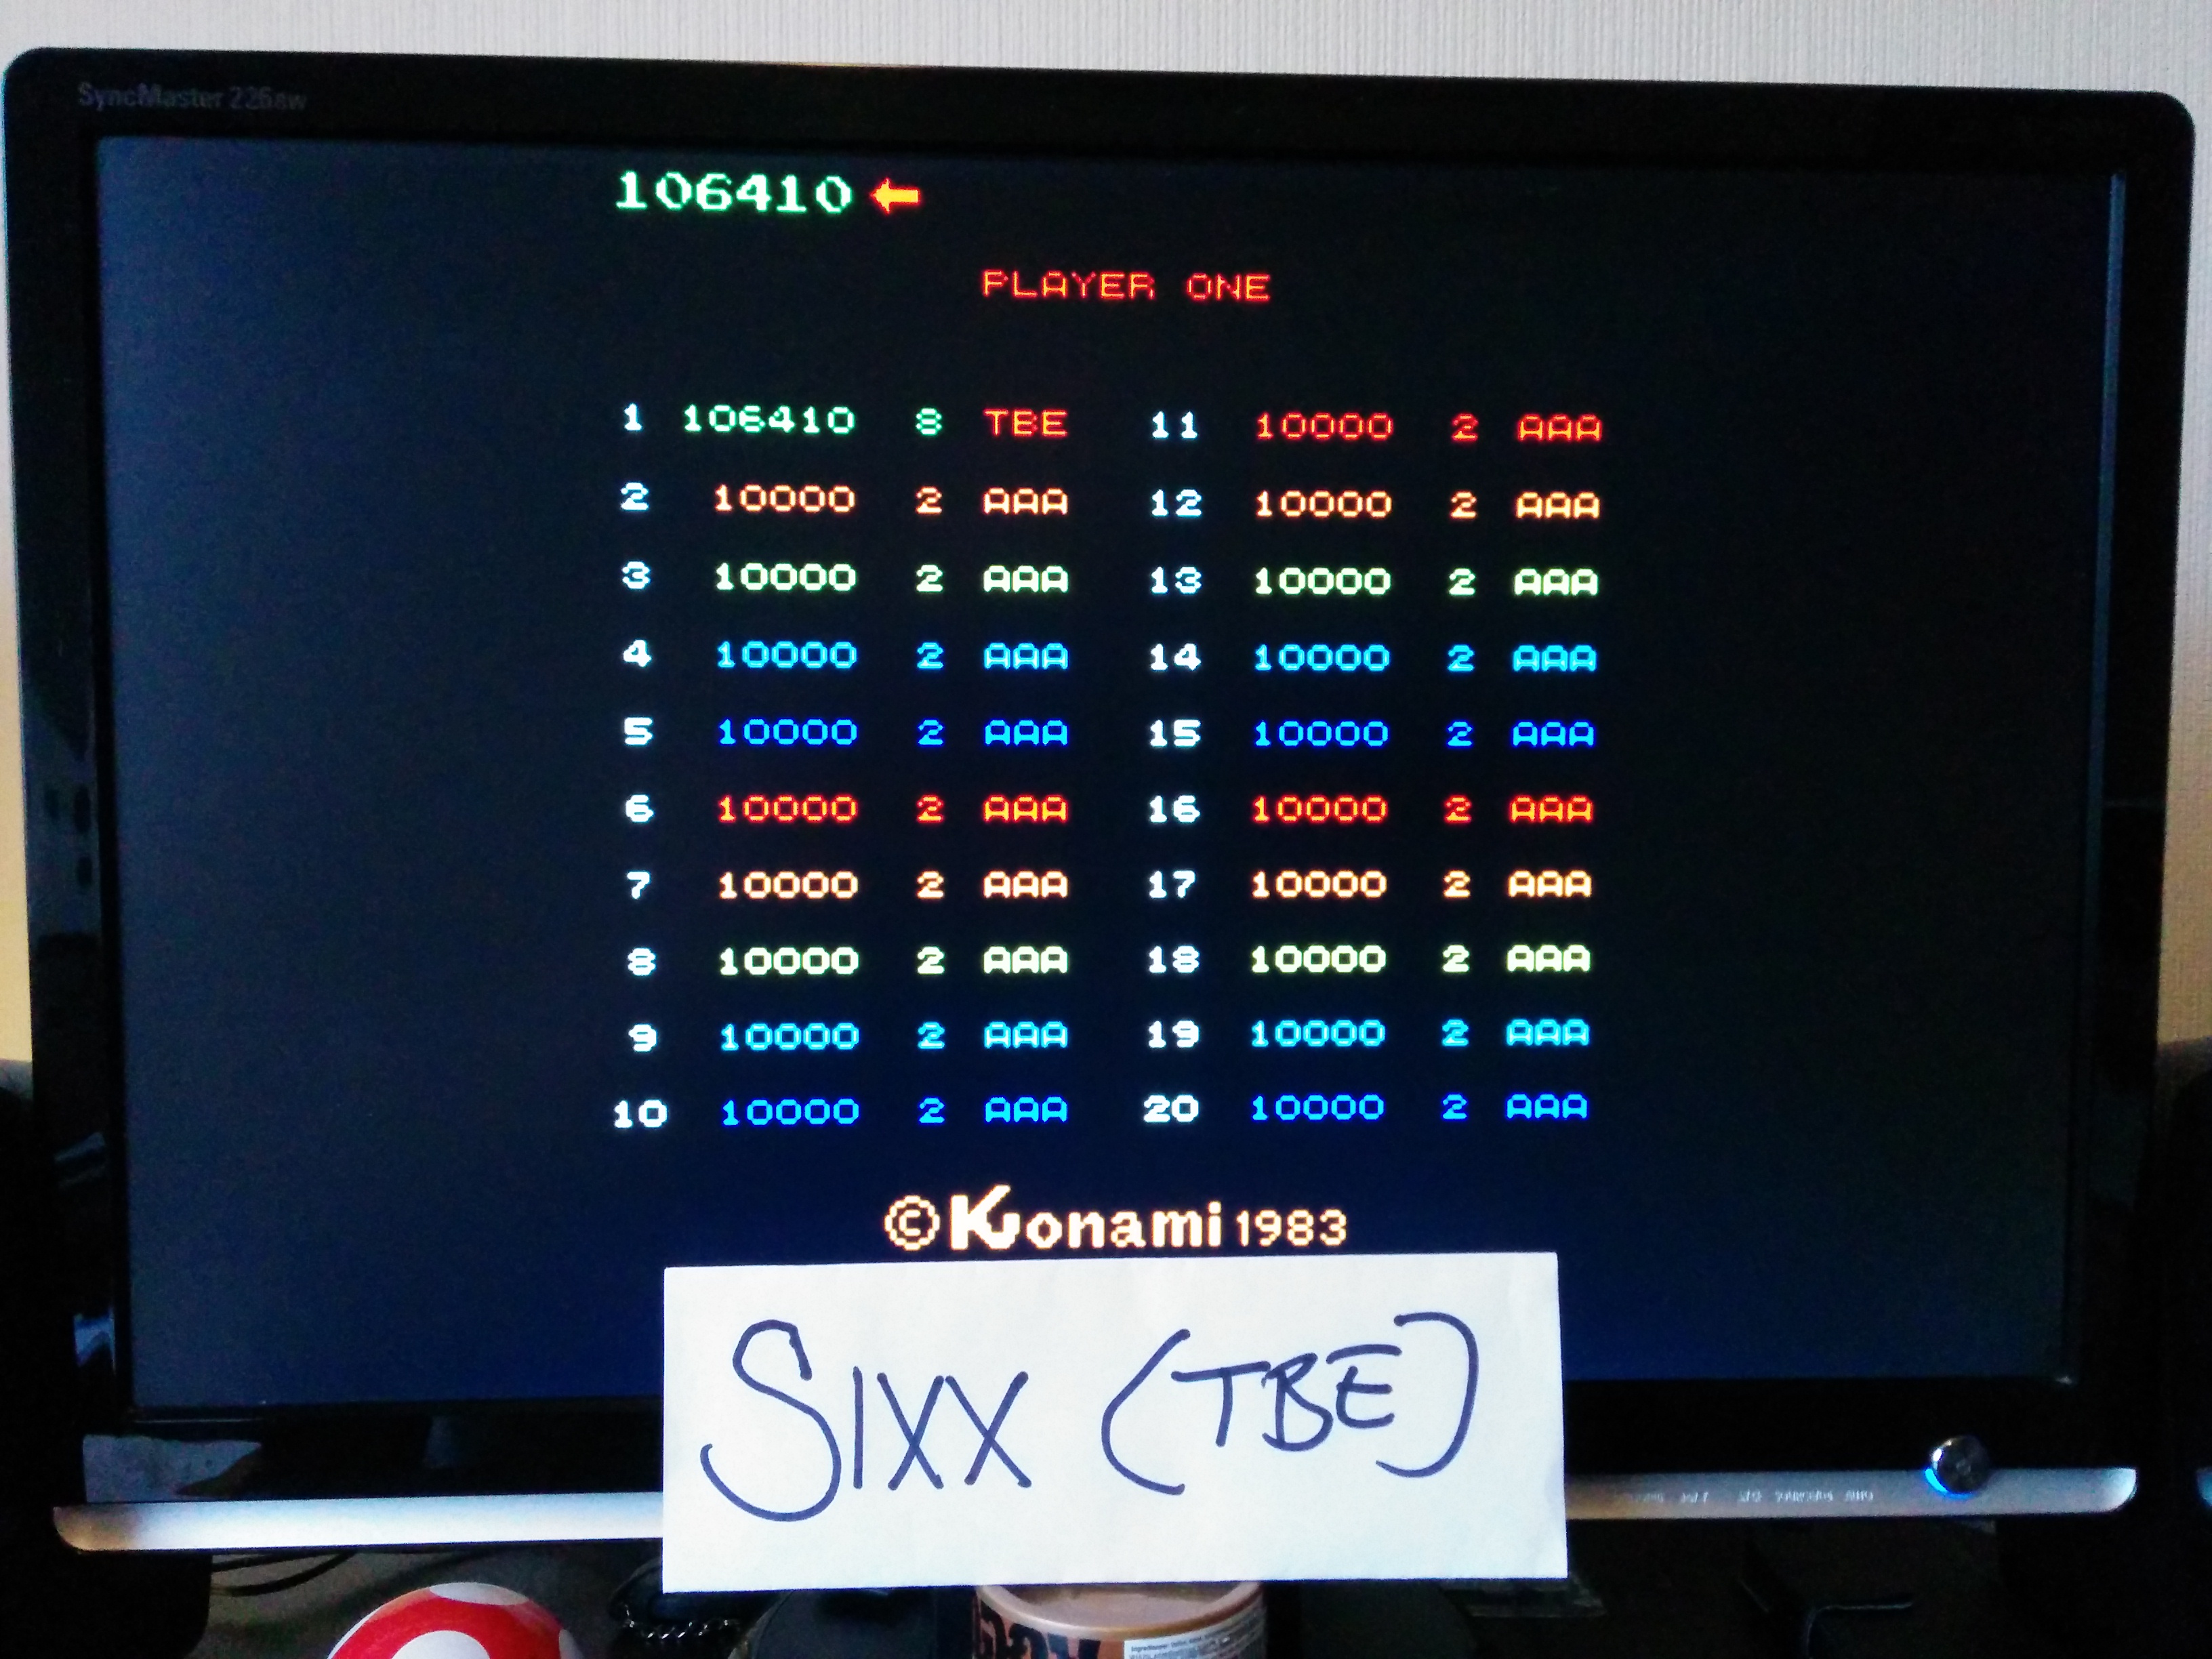 SyncMaster 226BW
106410
PLAYER ONE
1 106410 8 TBE 11 10000 2 AAA
2 10000 2 AAA 12 10000 2 AAA
3 10000 2 AAA 13 10000 2 AAA
4 10000 2 AAA 14 10000 2 AAA
5 10000 2 AAA 15 10000 2 AAA
6 10000 2 AAA 16 10000 2 AAA
7 10000 2 AAA 17 10000 2 AAA
8 10000 2 AAA 18 10000 2 AAA
9 10000 2 AAA 19 10000 2 AAA
10 10000 2 AAA 20 10000 2 AAA
© Konami 1983
SIXX (TBE)